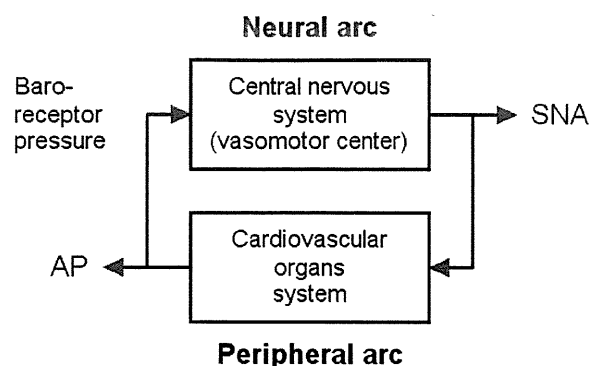 Neural arc
Baro-
receptor
pressure
Central nervous
system
(vasomotor center)
SNA
AP
Cardiovascular
organs
system
Peripheral arc